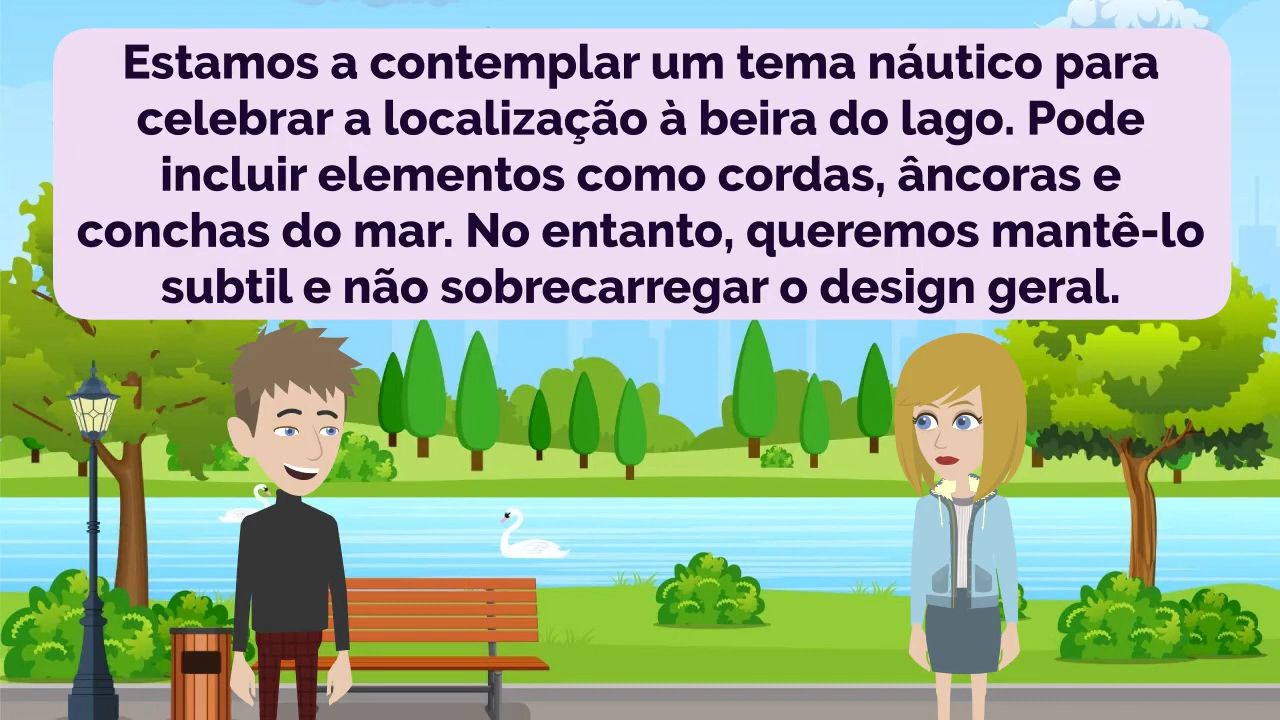 Estamos a contemplar um tema náutico para
celebrar a localização à beira do lago. Pode
incluir elementos como cordas, âncoras e
conchas do mar. No entanto, queremos mantê-lo
subtil e não sobrecarregar o design geral.